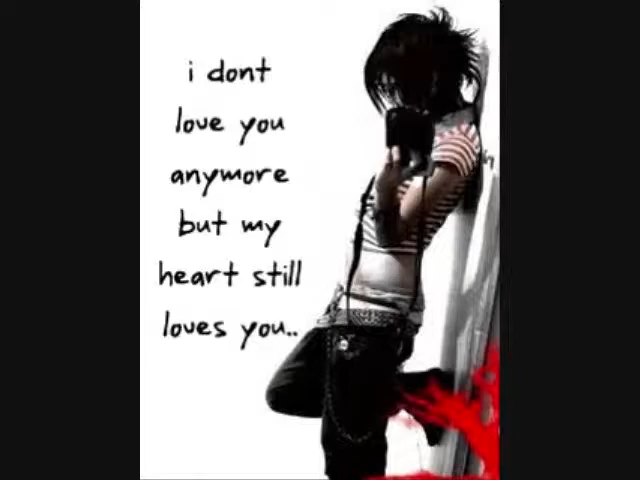 i dont
love you
anymore
but my
heart still
loves you..